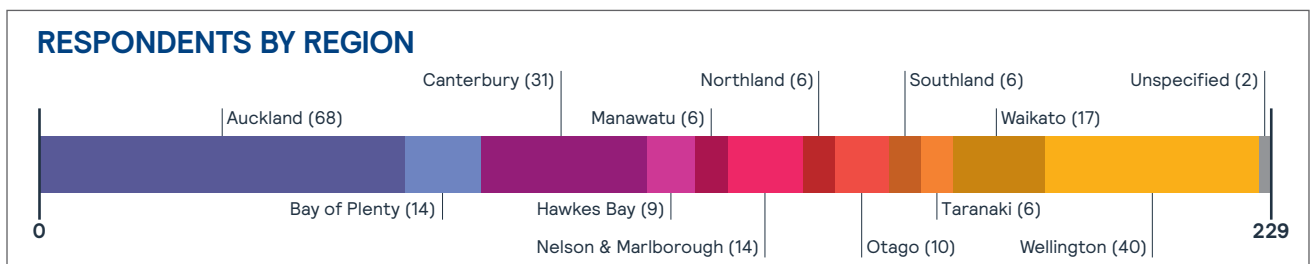 RESPONDENTS BY REGION
Canterbury (31)
Northland (6)
Southland (6)
Unspecified (2)
Auckland (68)
Manawatu (6)
Waikato (17)
Bay of Plenty (14)
Hawkes Bay (9)
Taranaki (6)
0
229
Nelson & Marlborough (14)
Otago (10)
Wellington (40)